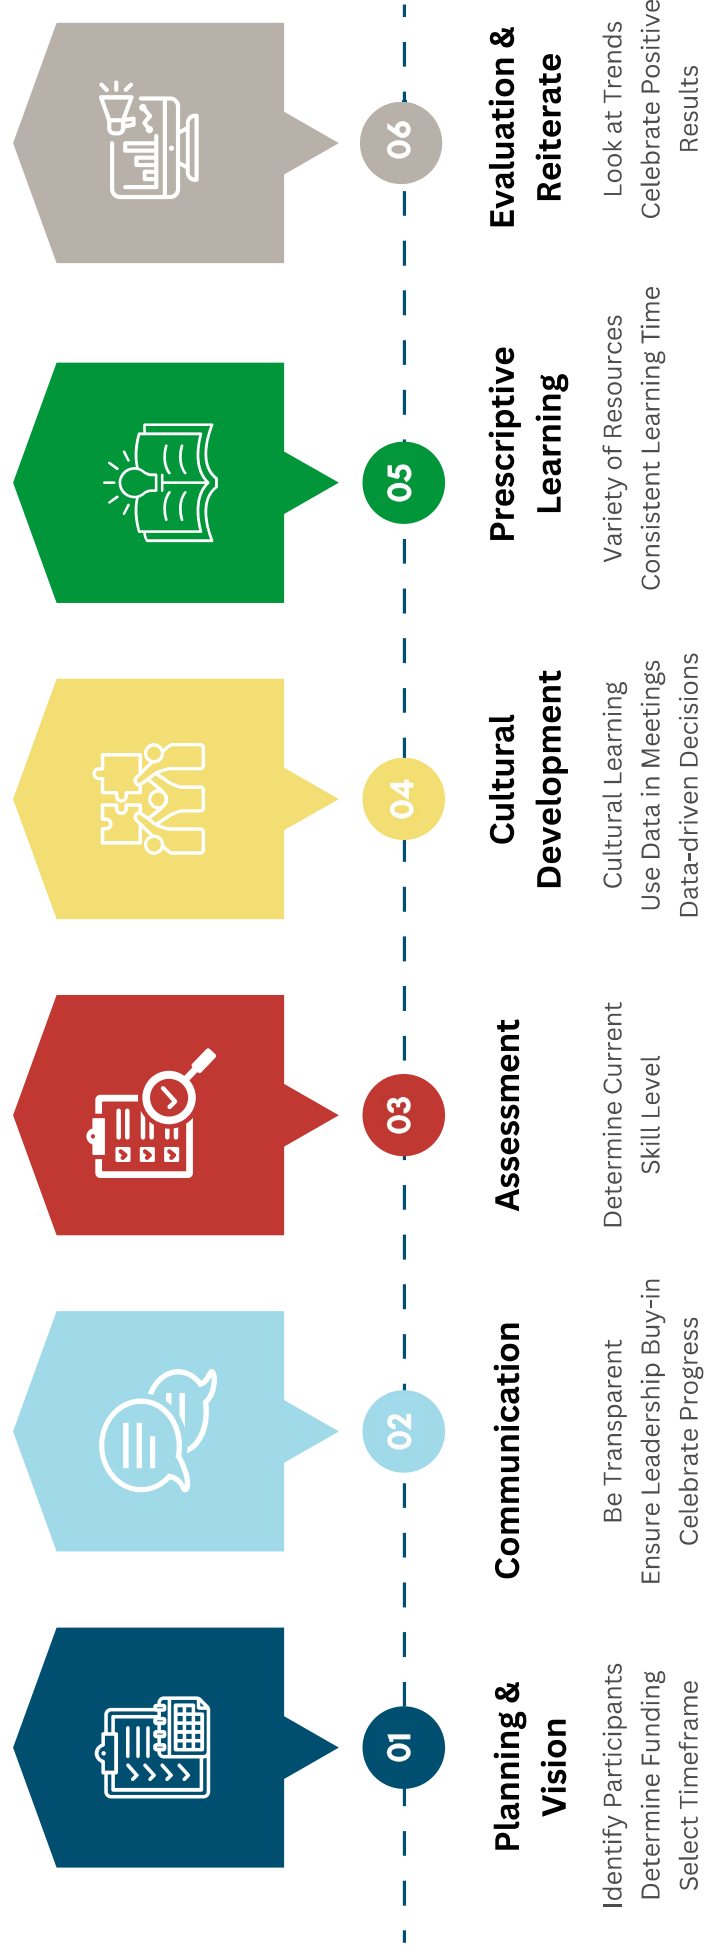 01
Planning &
Vision
Identify Participants
Determine Funding
Select Timeframe
02
Communication
Be Transparent
Ensure Leadership Buy-in
Celebrate Progress
03
Assessment
Determine Current
Skill Level
04
Cultural
Development
Cultural Learning
Use Data in Meetings
Data-driven Decisions
05
Prescriptive
Learning
Variety of Resources
Consistent Learning Time
06
Evaluation &
Reiterate
Look at Trends
Celebrate Positive
Results